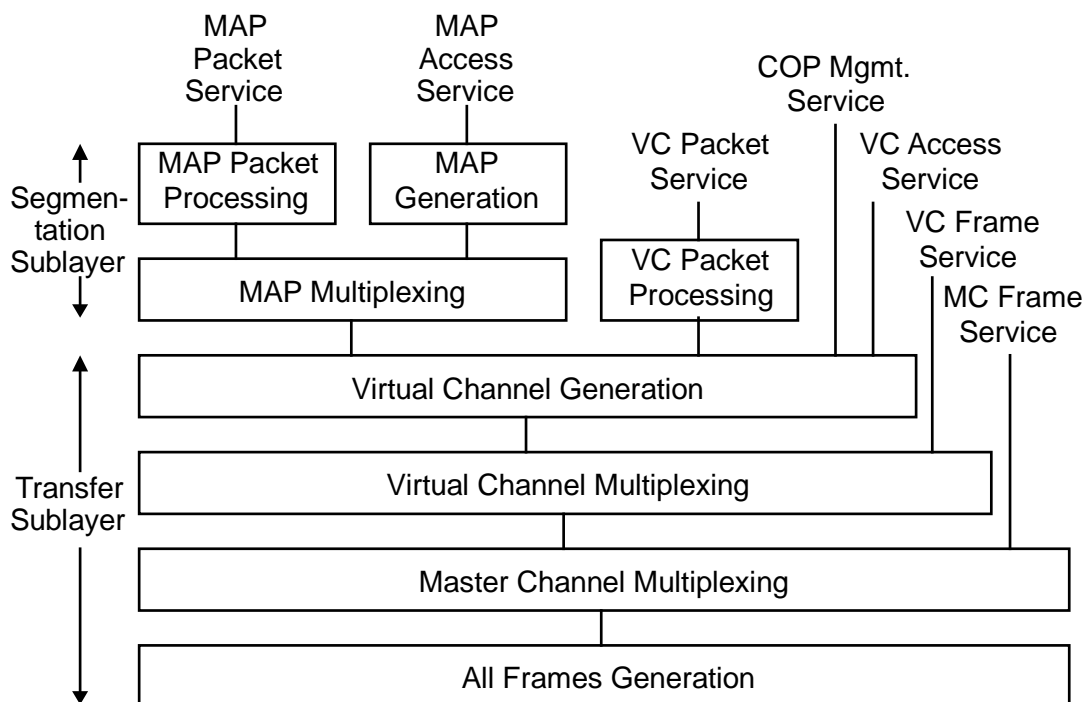 MAP
Packet
Service
MAP
Access
Service
COP Mgmt.
Service
VC Packet
Service
VC Access
Service
VC Frame
Service
MC Frame
Service
Segmen-
tation
Sublayer
MAP Packet
Processing
MAP
Generation
MAP Multiplexing
VC Packet
Processing
Transfer
Sublayer
Virtual Channel Generation
Virtual Channel Multiplexing
Master Channel Multiplexing
All Frames Generation